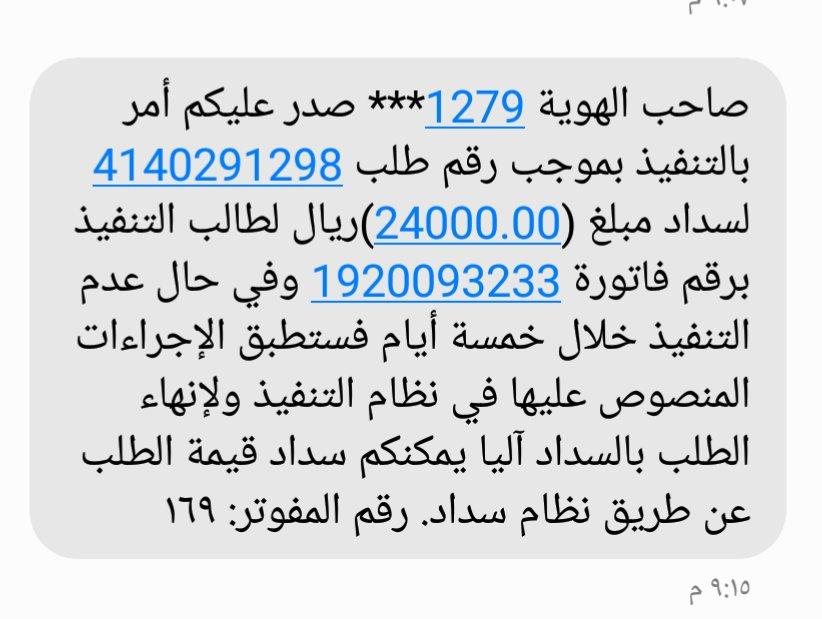 ٩:٠٧ م
صاحب الهوية 1279*** صدر عليكم أمر
بالتنفيذ بموجب رقم طلب 4140291298
لسداد مبلغ (24000.00)ريال لطالب التنفيذ
برقم فاتورة 1920093233 وفي حال عدم
التنفيذ خلال خمسة أيام فستطبق الإجراءات
المنصوص عليها في نظام التنفيذ ولإنهاء
الطلب بالسداد آليا يمكنكم سداد قيمة الطلب
عن طريق نظام سداد. رقم المفوتر: ١٦٩
٩:١٥ م